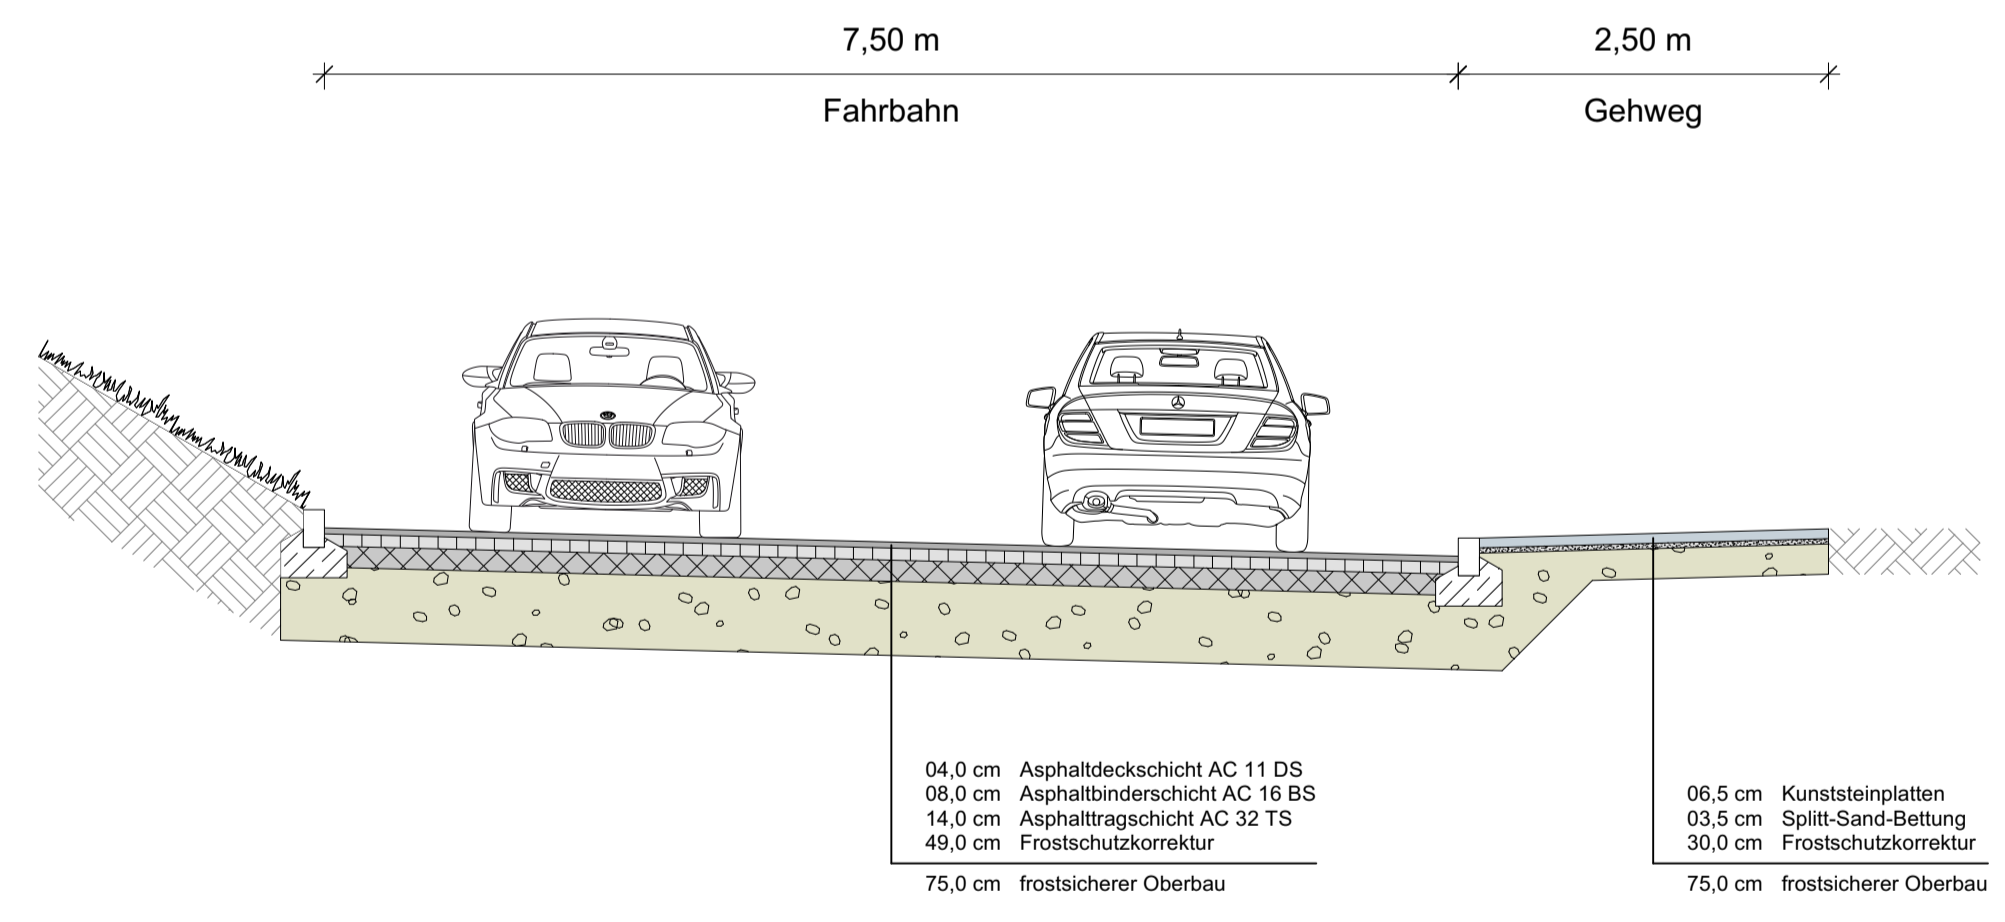 7,50 m
2,50 m
Fahrbahn
Gehweg
04,0 cm Asphaltdeckschicht AC 11 DS
08,0 cm Asphaltbinderschicht AC 16 BS
14,0 cm Asphalttragschicht AC 32 TS
49,0 cm Frostschutzkorrektur
75,0 cm frostsicherer Oberbau
06,5 cm Kunststeinplatten
03,5 cm Splitt-Sand-Bettung
30,0 cm Frostschutzkorrektur
75,0 cm frostsicherer Oberbau